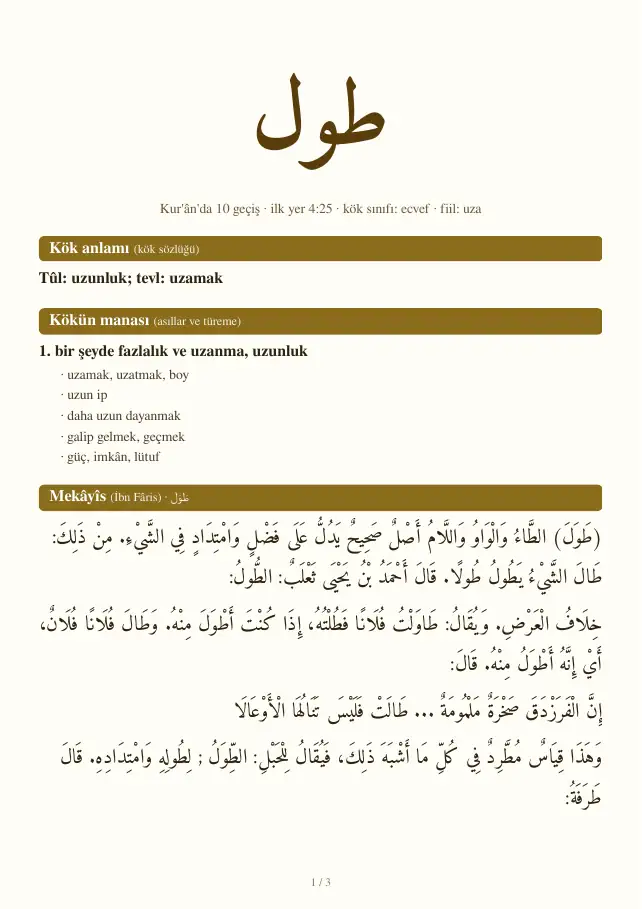 طول
Kur'ân'da 10 geçiş · ilk yer 4:25 · kök sınıfı: ecvef · fiil: uza
Kök anlamı (kök sözlüğü)
Tûl: uzunluk; tevl: uzamak
Kökün manası (asıllar ve türeme)
1. bir şeyde fazlalık ve uzanma, uzunluk
· uzamak, uzatmak, boy
· uzun ip
· daha uzun dayanmak
· galip gelmek, geçmek
· güç, imkân, lütuf
Mekâyîs (İbn Fâris) · طَوَلَ
(طَوَلَ) الطَّاءُ وَالْوَاوُ وَاللَّامُ أَصْلٌ صَحِيحٌ يَدُلُّ عَلَى فَضْلٍ وَامْتِدَادٍ فِي الشَّيْءِ. مِنْ ذَلِكَ:
طَالَ الشَّيْءُ يَطُولُ طُولًا. قَالَ أَحْمَدُ بْنُ يَحْيَى ثَعْلَبٌ: الطُّولُ:
خِلَافُ الْعَرْضِ. وَيُقَالُ: طَاوَلْتُ فُلَانًا فَطُلْتُهُ، إِذَا كُنْتَ أَطْوَلَ مِنْهُ. وَطَالَ فُلَانًا فُلَانٌ،
أَيْ إِنَّهُ أَطْوَلُ مِنْهُ. قَالَ:
إِنَّ الْفَرَزْدَقَ صَخْرَةٌ مَلْمُومَةٌ ... طَالَتْ فَلَيْسَ تَنَالُهَا الْأَوْعَالَا
وَهَذَا قِيَاسٌ مُطَّرِدٌ فِي كُلِّ مَا أَشْبَهَ ذَلِكَ، فَيُقَالُ لِلْحَبْلِ: الطِّوَلُ ; لِطُولِهِ وَامْتِدَادِهِ. قَالَ
طَرَفَةُ:
1 / 3